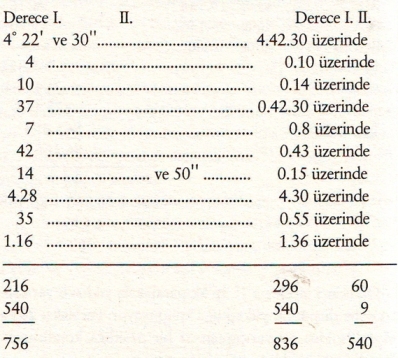 Derece I. II. Derece I. II.
4° 22' ve 30''.................................... 4.42.30 üzerinde
4 .................................................. 0.10 üzerinde
10 .................................................. 0.14 üzerinde
37 .................................................. 0.42.30 üzerinde
7 .................................................. 0.8 üzerinde
42 .................................................. 0.43 üzerinde
14 ......................... ve 50'' ............ 0.15 üzerinde
4.28 .................................................. 4.30 üzerinde
35 .................................................. 0.55 üzerinde
1.16 .................................................. 1.36 üzerinde
216 296 60
540 540 9
756 836 540